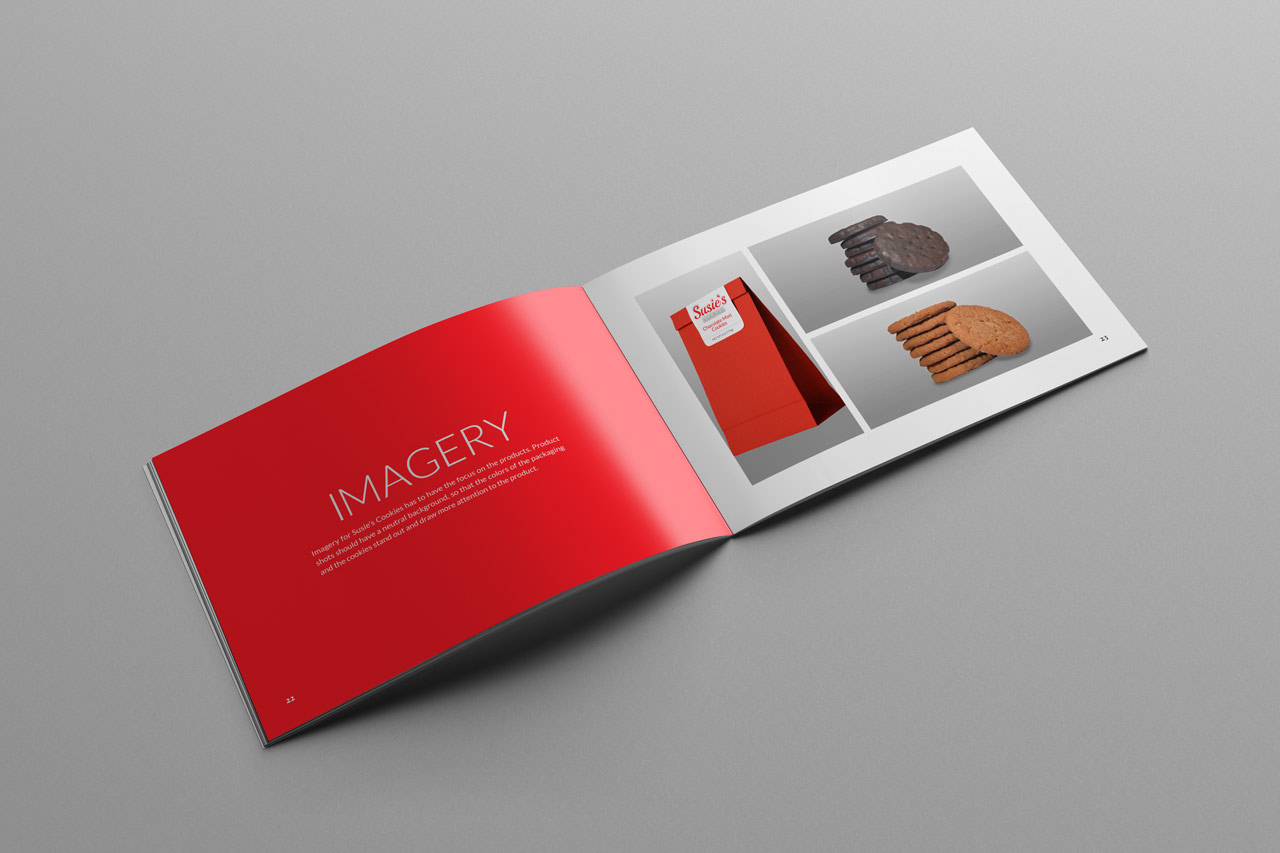 IMAGERY
Imagery for Susie's Cookies has to have the focus on the products. Product
shots should have a neutral background, so that the colors of the packaging
and the cookies stand out and draw more attention to the product.
22
Susie's
Chocolate Mint
Cookies
23